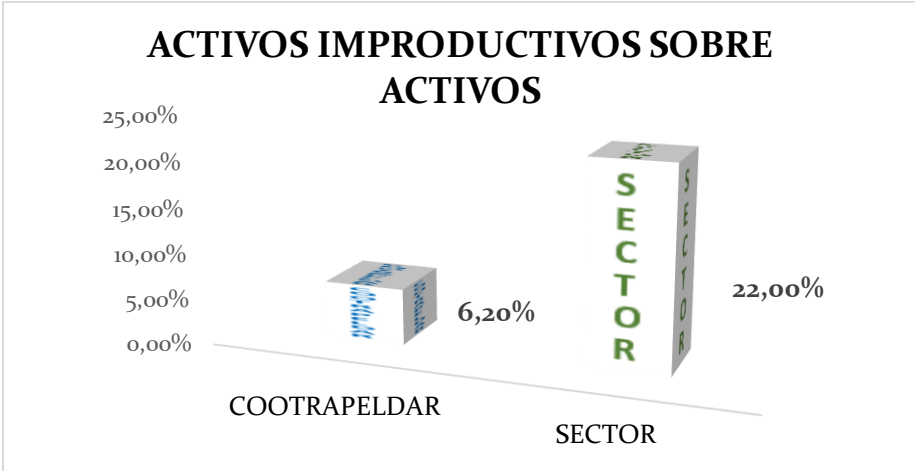 ACTIVOS IMPRODUCTIVOS SOBRE
ACTIVOS
25,00%
20,00%
15,00%
10,00%
5,00%
0,00%
6,20%
22,00%
SECTOR
SECTOR
COOTRAPELDAR
SECTOR